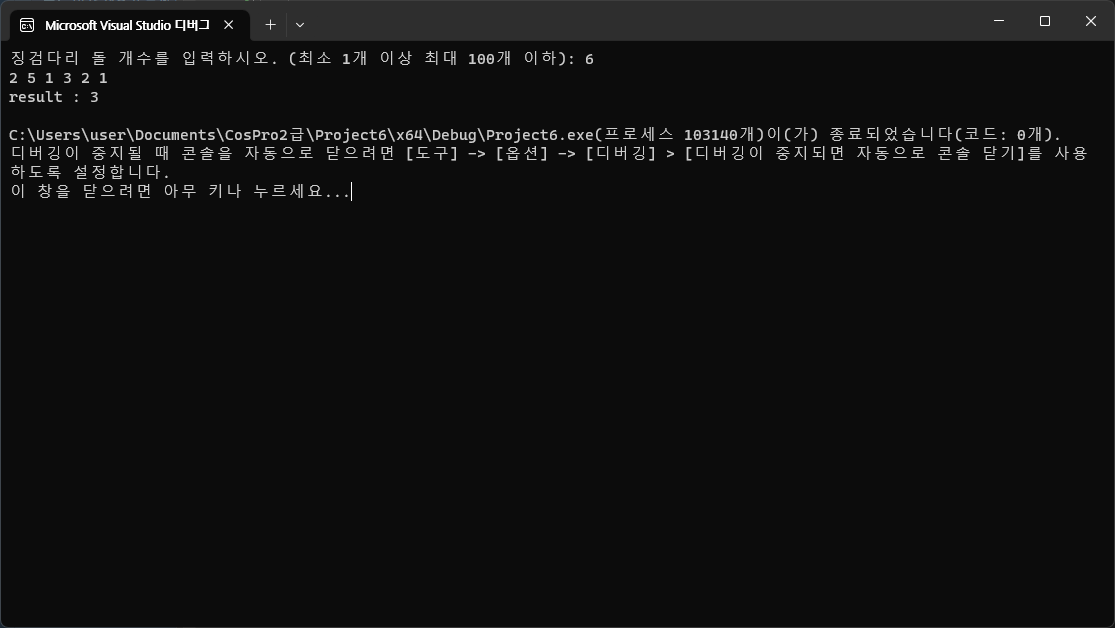 Microsoft Visual Studio 디버그
징검다리 돌 개수를 입력하시오. (최소 1개 이상 최대 100개 이하): 6
2 5 1 3 2 1
result : 3
C:\Users\user\Documents\CosPro2급\Project6\x64\Debug\Project6.exe(프로세스 103140개)이(가) 종료되었습니다(코드: 0개).
디버깅이 중지될 때 콘솔을 자동으로 닫으려면 [도구] -> [옵션] -> [디버깅] > [디버깅이 중지되면 자동으로 콘솔 닫기]를 사용
하도록 설정합니다.
이 창을 닫으려면 아무 키나 누르세요...